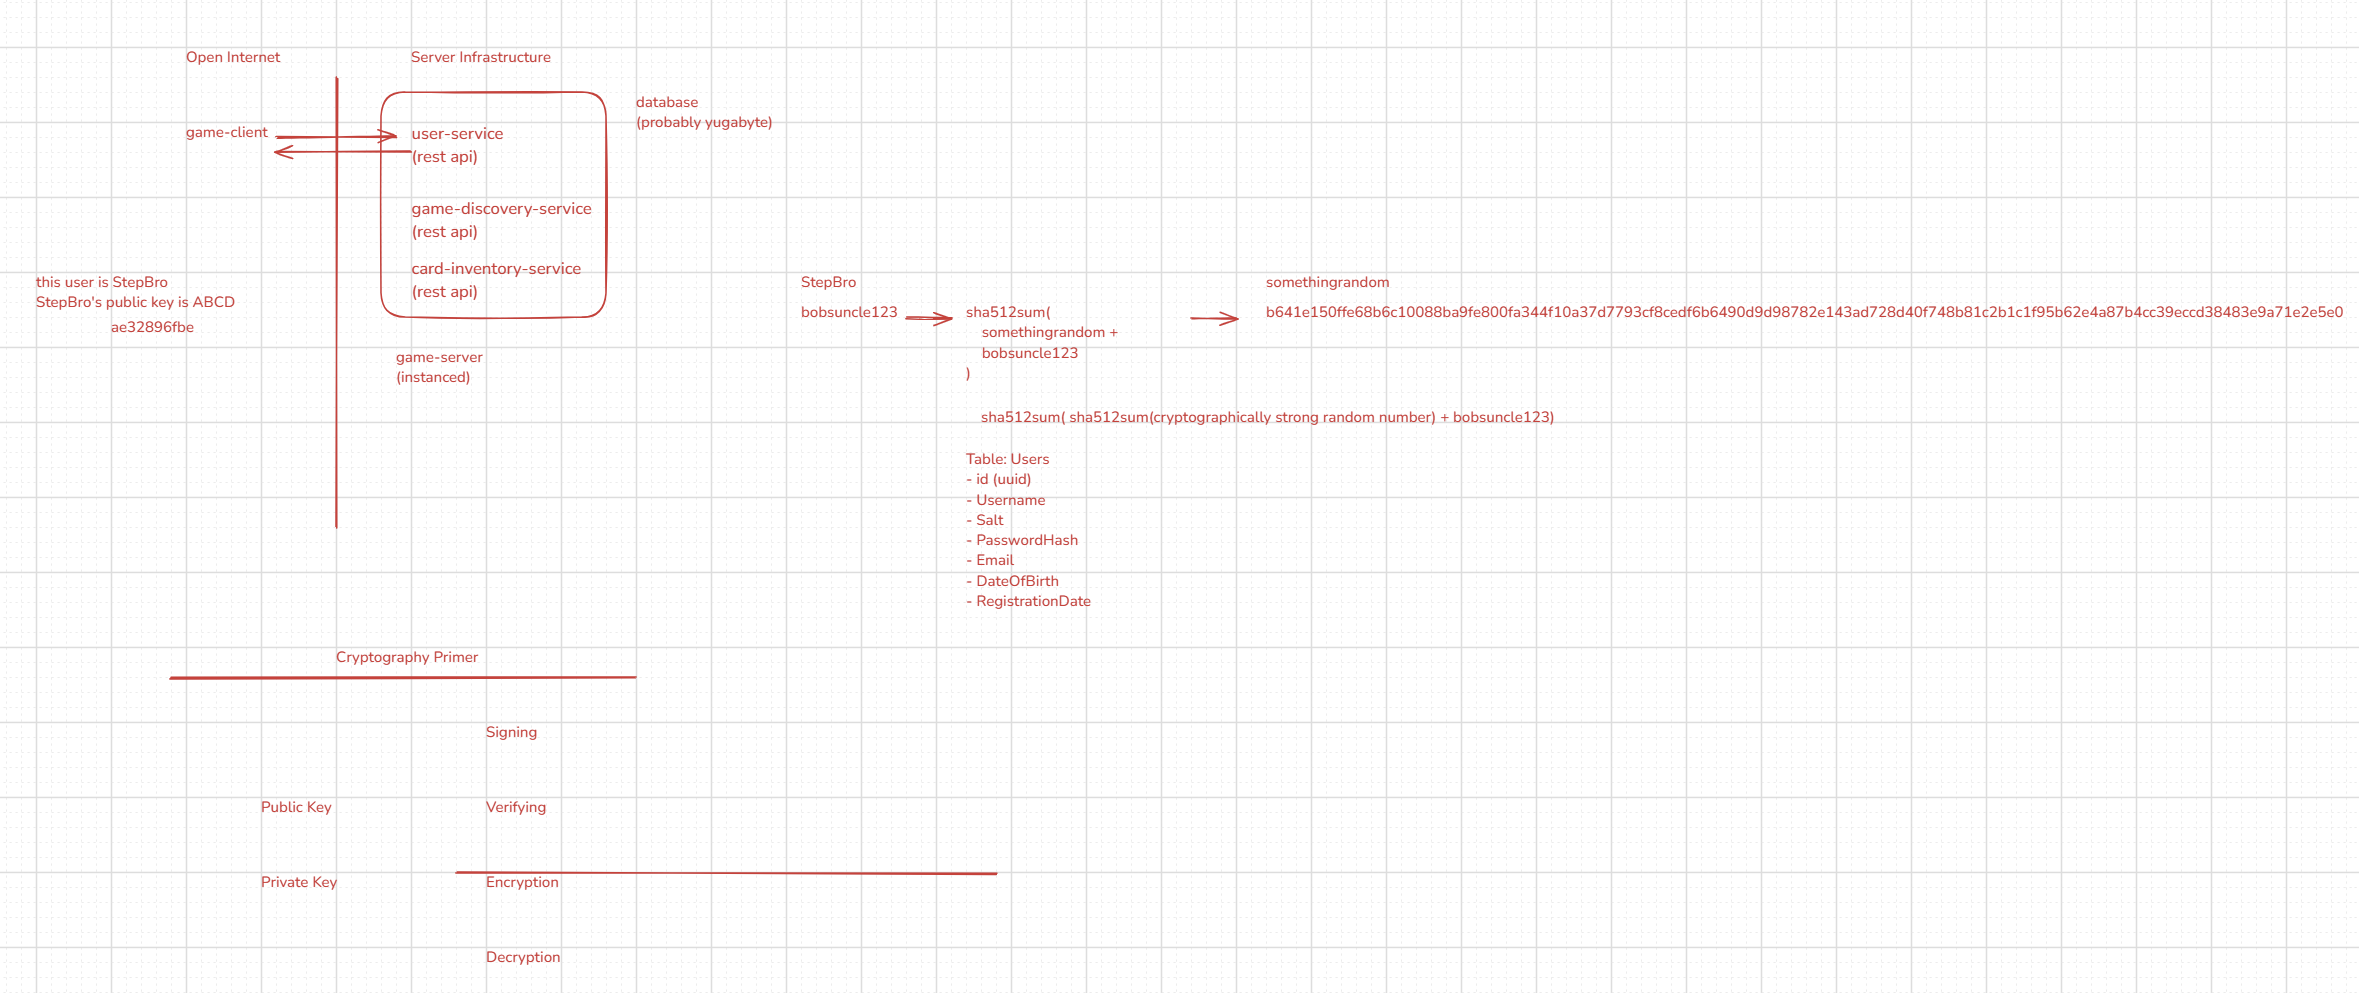 Open Internet
Server Infrastructure
database
(probably yugabyte)
game-client
user-service
(rest api)
game-discovery-service
(rest api)
card-inventory-service
(rest api)
this user is StepBro
StepBro's public key is ABCD
ae32896fbe
game-server
(instanced)
StepBro
bobsuncle123
sha512sum(
somethingrandom +
bobsuncle123
)
somethingrandom
b641e150ffe68b6c10088ba9fe800fa344f10a37d7793cf8cedf6b6490d9d98782e143ad728d40f748b81c2b1c1f95b62e4a87b4cc39eccd38483e9a71e2e5e0
sha512sum( sha512sum(cryptographically strong random number) + bobsuncle123)
Table: Users
- id (uuid)
- Username
- Salt
- PasswordHash
- Email
- DateOfBirth
- RegistrationDate
Cryptography Primer
Signing
Public Key
Verifying
Private Key
Encryption
Decryption